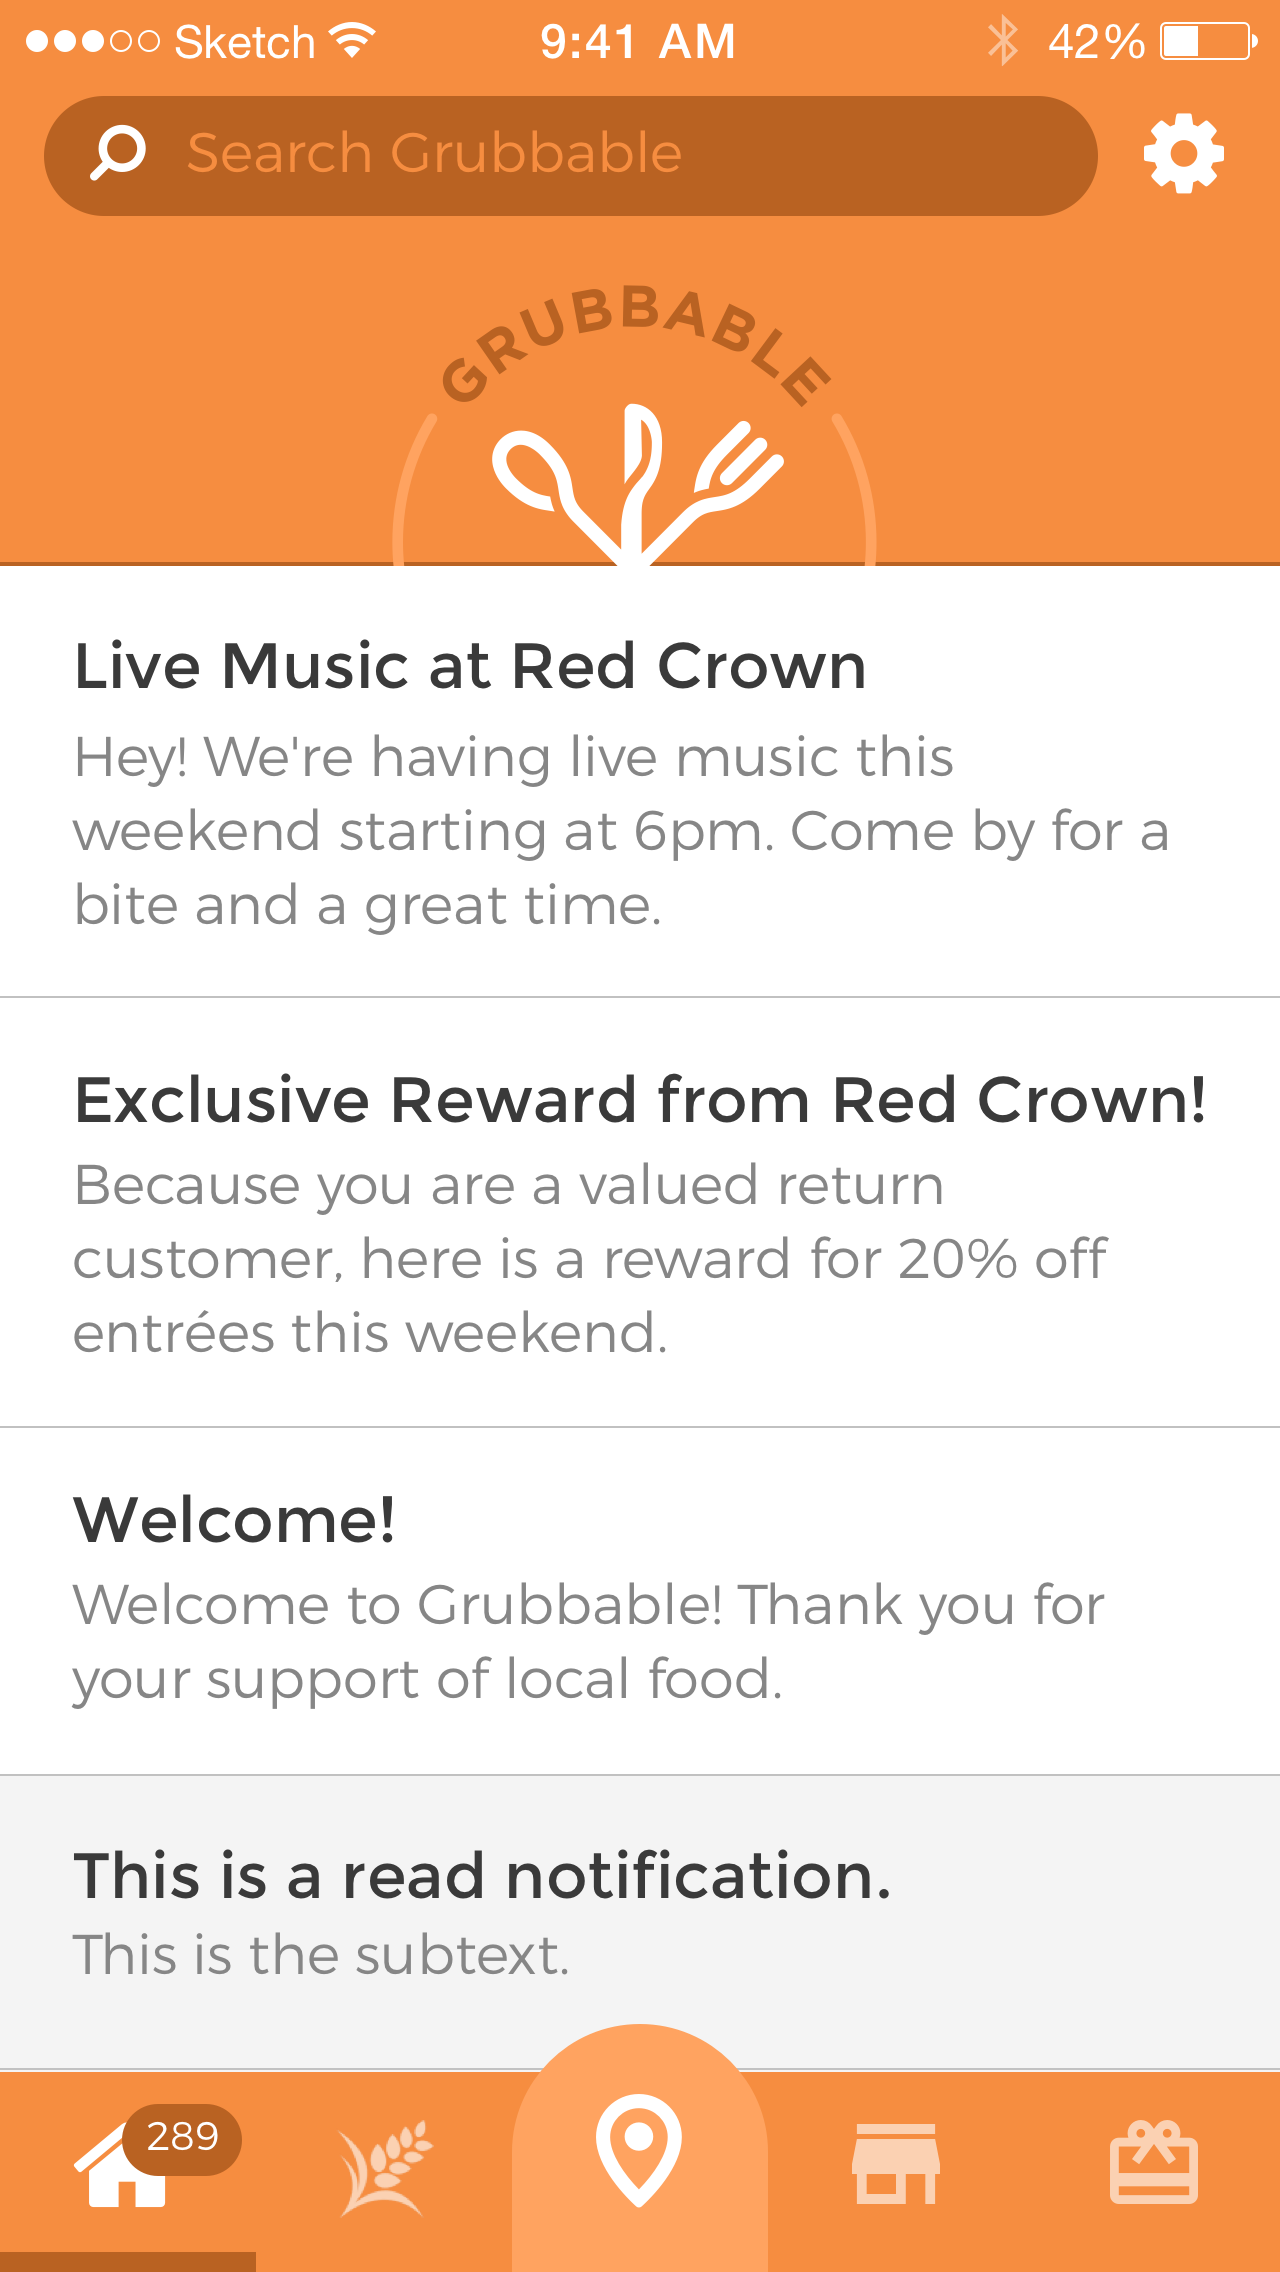 Sketch 9:41 AM 42%
Search Grubbable
GRUBBABLE
Live Music at Red Crown
Hey! We're having live music this
weekend starting at 6pm. Come by for a
bite and a great time.
Exclusive Reward from Red Crown!
Because you are a valued return
customer, here is a reward for 20% off
entrées this weekend.
Welcome!
Welcome to Grubbable! Thank you for
your support of local food.
This is a read notification.
This is the subtext.
289